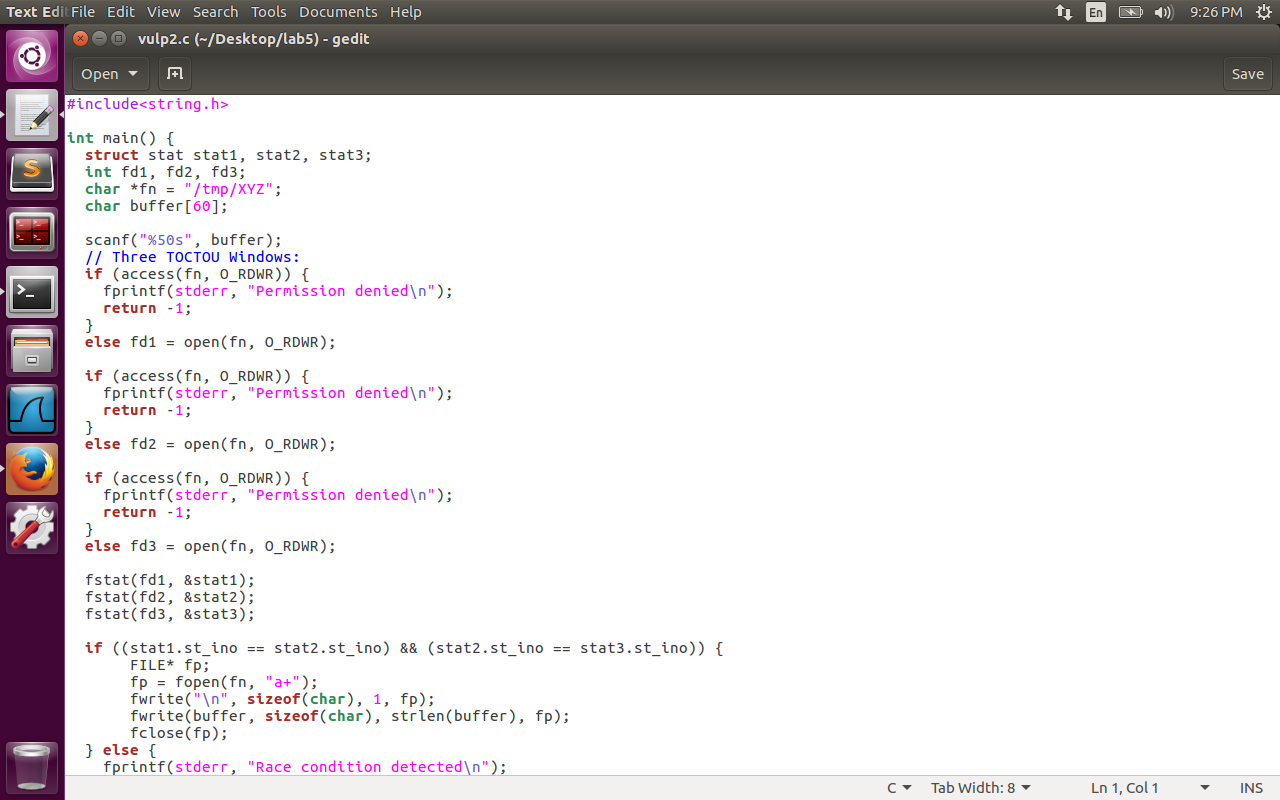 Text Edi File Edit View Search Tools Documents Help En 9:26 PM
vulp2.c (~/Desktop/lab5) - gedit
Open Save
#include<string.h>
int main() {
  struct stat stat1, stat2, stat3;
  int fd1, fd2, fd3;
  char *fn = "/tmp/XYZ";
  char buffer[60];
  scanf("%50s", buffer);
  // Three TOCTOU Windows:
  if (access(fn, O_RDWR)) {
    fprintf(stderr, "Permission denied\n");
    return -1;
  }
  else fd1 = open(fn, O_RDWR);
  if (access(fn, O_RDWR)) {
    fprintf(stderr, "Permission denied\n");
    return -1;
  }
  else fd2 = open(fn, O_RDWR);
  if (access(fn, O_RDWR)) {
    fprintf(stderr, "Permission denied\n");
    return -1;
  }
  else fd3 = open(fn, O_RDWR);
  fstat(fd1, &stat1);
  fstat(fd2, &stat2);
  fstat(fd3, &stat3);
  if ((stat1.st_ino == stat2.st_ino) && (stat2.st_ino == stat3.st_ino)) {
       FILE* fp;
       fp = fopen(fn, "a+");
       fwrite("\n", sizeof(char), 1, fp);
       fwrite(buffer, sizeof(char), strlen(buffer), fp);
       fclose(fp);
  } else {
    fprintf(stderr, "Race condition detected\n");
C Tab Width: 8 Ln 1, Col 1 INS